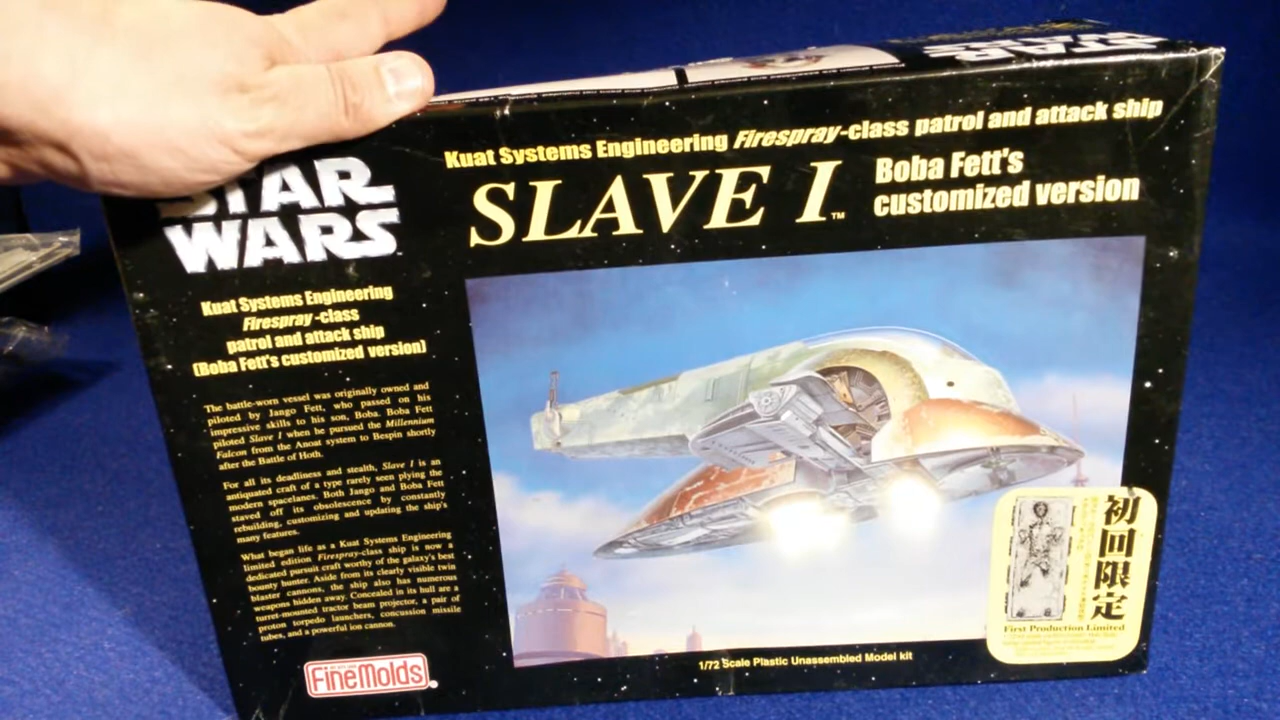 STAR WARS
Kuat Systems Engineering Firespray-class patrol and attack ship
SLAVE I™
Boba Fett's
customized version
STAR
WARS
Kuat Systems Engineering
Firespray-class
patrol and attack ship
(Boba Fett's customized version)
The battle-worn vessel was originally owned and
piloted by Jango Fett, who passed on his
impressive skills to his son, Boba. Boba Fett
piloted Slave I when he pursued the Millennium
Falcon from the Anoat system to Bespin shortly
after the Battle of Hoth.
For all its deadliness and stealth, Slave I is an
antiquated craft of a type rarely seen plying the
modern spacelanes. Both Jango and Boba Fett
staved off its obsolescence by constantly
rebuilding, customizing and updating the ship's
many features.
What began life as a Kuat Systems Engineering
limited edition Firespray-class ship is now a
dedicated pursuit craft worthy of the galaxy's best
bounty hunter. Aside from its clearly visible twin
blaster cannons, the ship also has numerous
weapons hidden away. Concealed in its hull are a
turret-mounted tractor beam projector, a pair of
proton torpedo launchers, concussion missile
tubes, and a powerful ion cannon.
FineMolds
1/72 Scale Plastic Unassembled Model kit
初回限定
First Production Limited